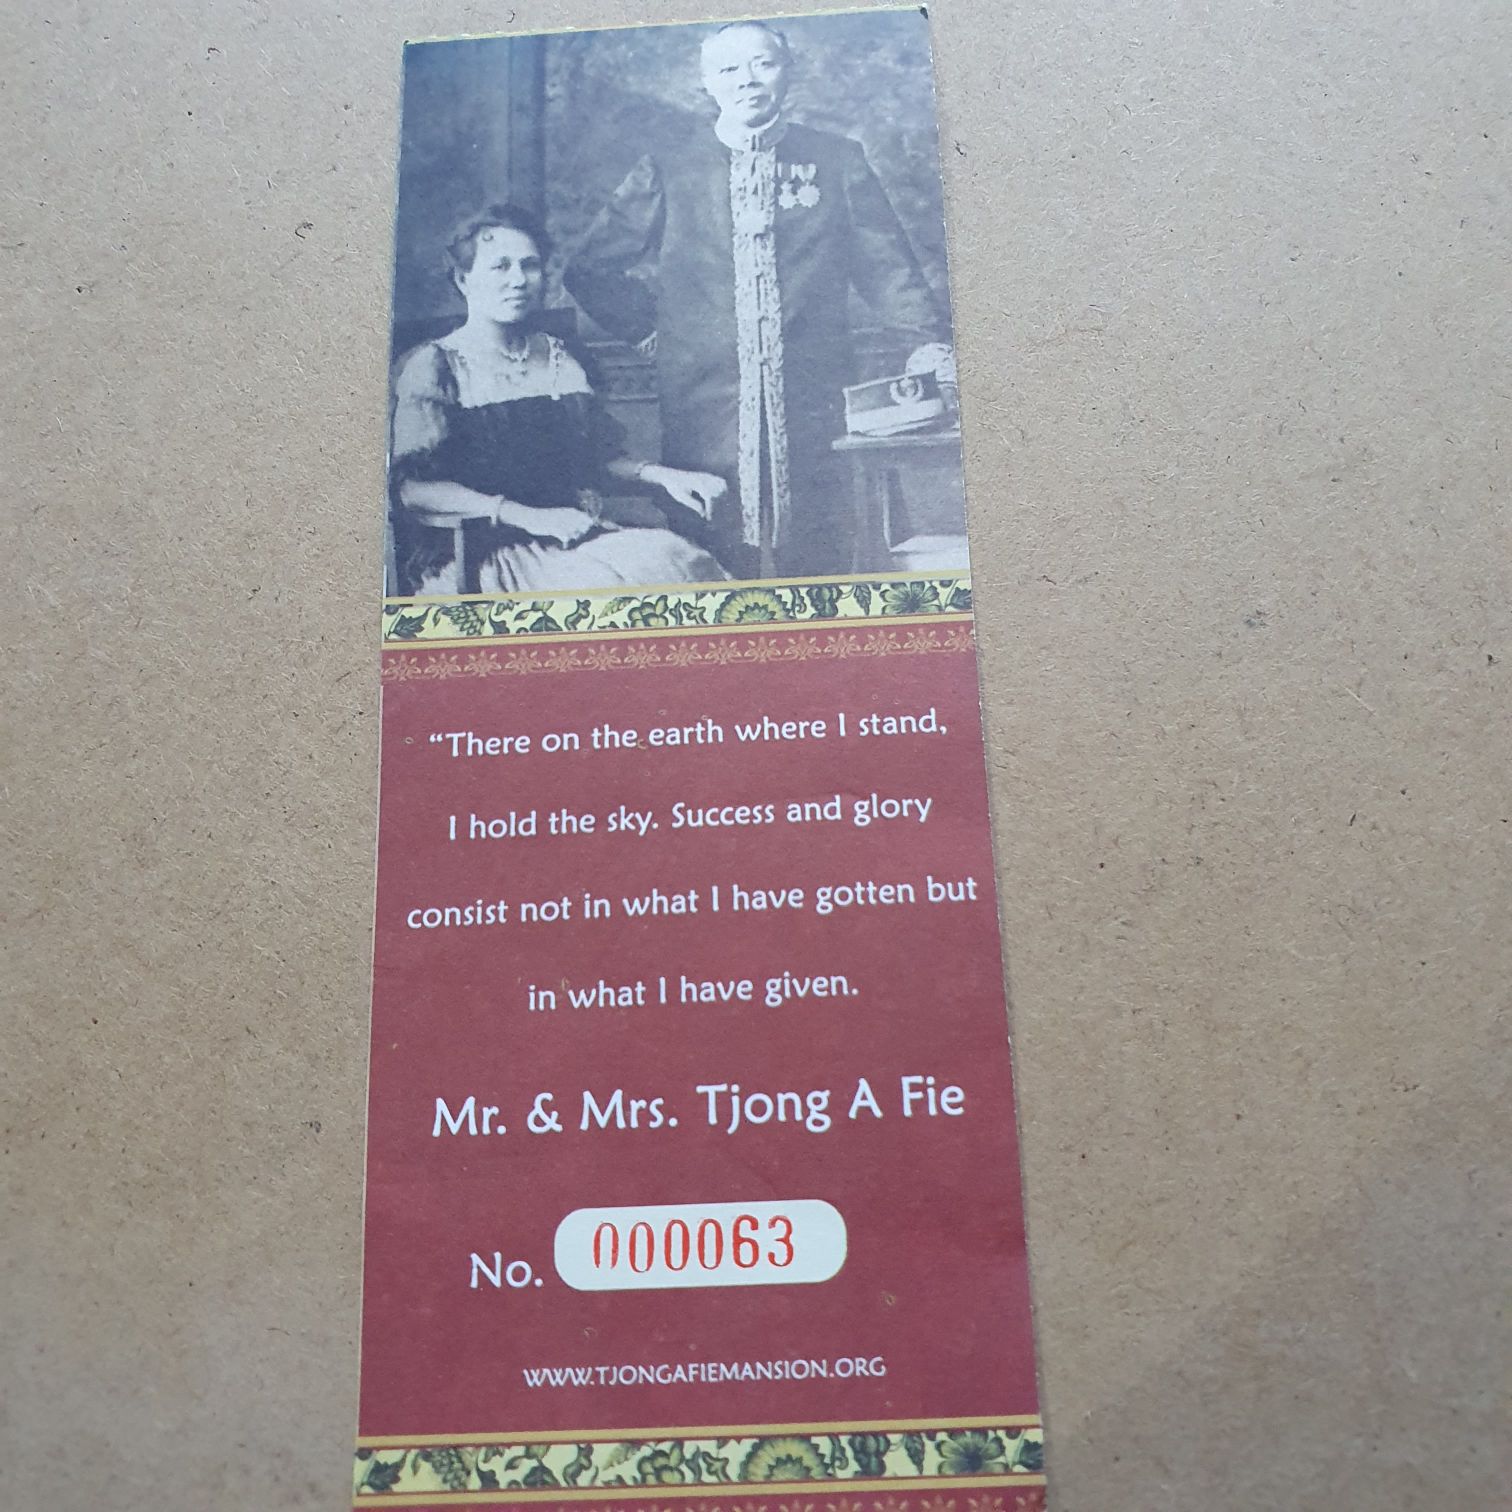 “There on the earth where I stand,
I hold the sky. Success and glory
consist not in what I have gotten but
in what I have given.
Mr. & Mrs. Tjong A Fie
No. 000063
WWW.TJONGAFIEMANSION.ORG